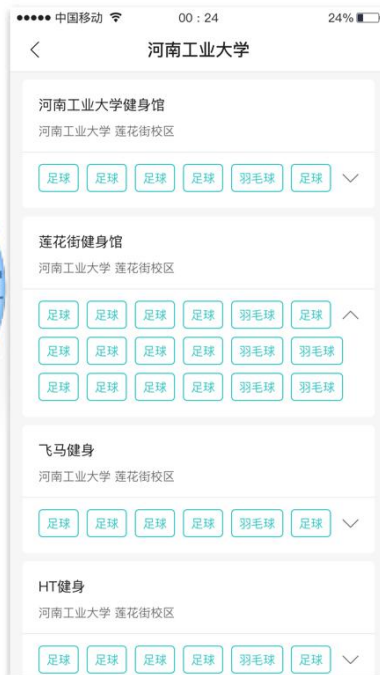 中国移动 00：24 24%
河南工业大学
河南工业大学健身馆
河南工业大学 莲花街校区
足球 足球 足球 足球 羽毛球 足球
莲花街健身馆
河南工业大学 莲花街校区
足球 足球 足球 足球 羽毛球 足球
足球 足球 足球 足球 羽毛球 羽毛球
足球 足球 足球 足球 羽毛球 羽毛球
飞马健身
河南工业大学 莲花街校区
足球 足球 足球 足球 羽毛球 足球
HT健身
河南工业大学 莲花街校区
足球 足球 足球 足球 羽毛球 足球